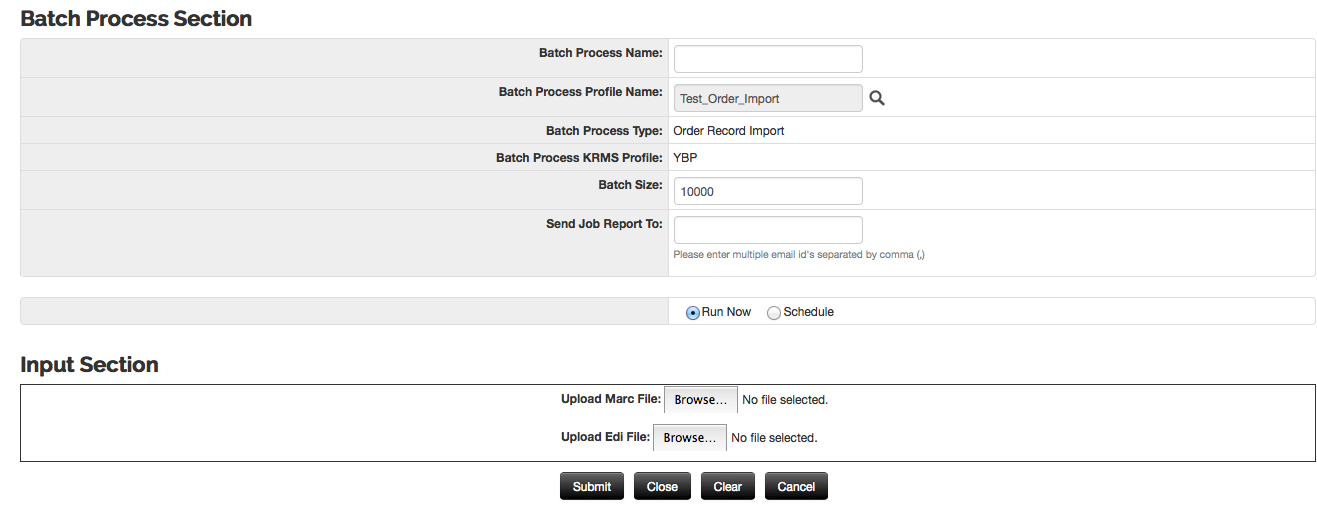 Batch Process Section
Batch Process Name:
Batch Process Profile Name: Test_Order_Import
Batch Process Type: Order Record Import
Batch Process KRMS Profile: YBP
Batch Size: 10000
Send Job Report To:
Please enter multiple email id's separated by comma (,)
Run Now Schedule
Input Section
Upload Marc File: Browse... No file selected.
Upload Edi File: Browse... No file selected.
Submit Close Clear Cancel